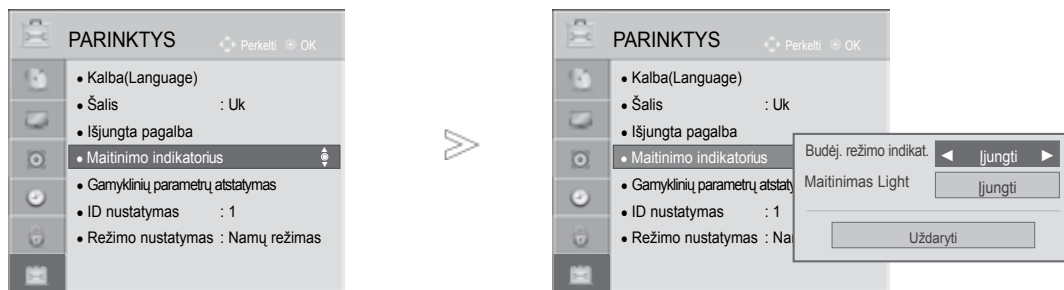 PARINKTYS Perkelti OK
• Kalba(Language)
• Šalis : Uk
• Išjungta pagalba
• Maitinimo indikatorius
• Gamyklinių parametrų atstatymas
• ID nustatymas : 1
• Režimo nustatymas : Namų režimas
PARINKTYS Perkelti OK
• Kalba(Language)
• Šalis : Uk
• Išjungta pagalba
• Maitinimo indikatorius
• Gamyklinių parametrų atstaty
• ID nustatymas : 1
• Režimo nustatymas : Na
Budėj. režimo indikat. ◄ Įjungti ►
Maitinimas Light Įjungti
Uždaryti